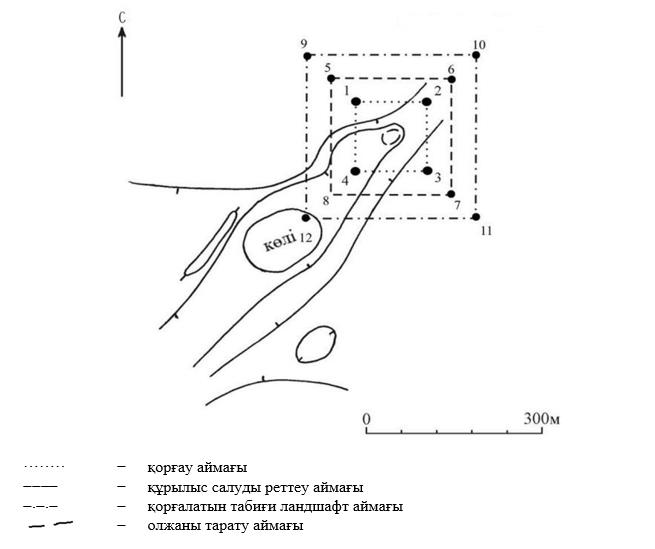 С
9
10
5
6
1
2
4
3
8
7
көлі 12
11
0 300м
........ – қорғау аймағы
–––– – құрылыс салуды реттеу аймағы
–·–·– – қорғалатын табиғи ландшафт аймағы
– – – олжаны тарату аймағы